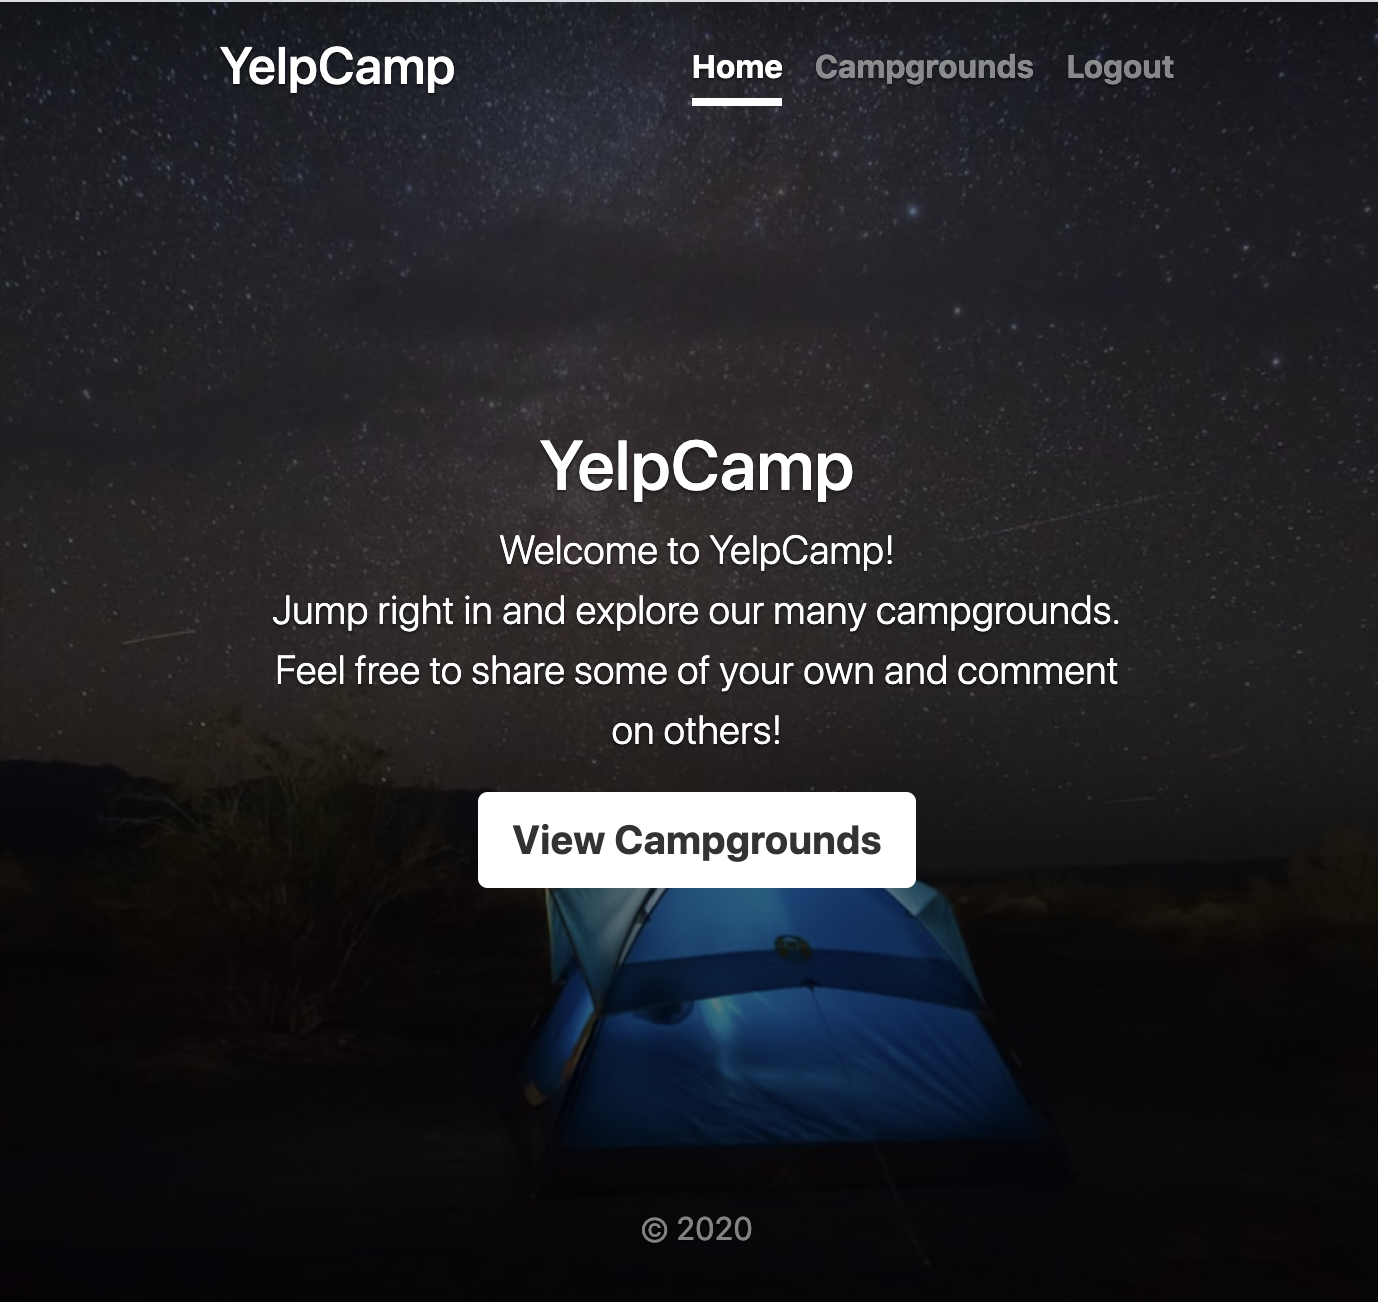 YelpCamp
Home Campgrounds Logout
YelpCamp
Welcome to YelpCamp!
Jump right in and explore our many campgrounds.
Feel free to share some of your own and comment
on others!
View Campgrounds
© 2020